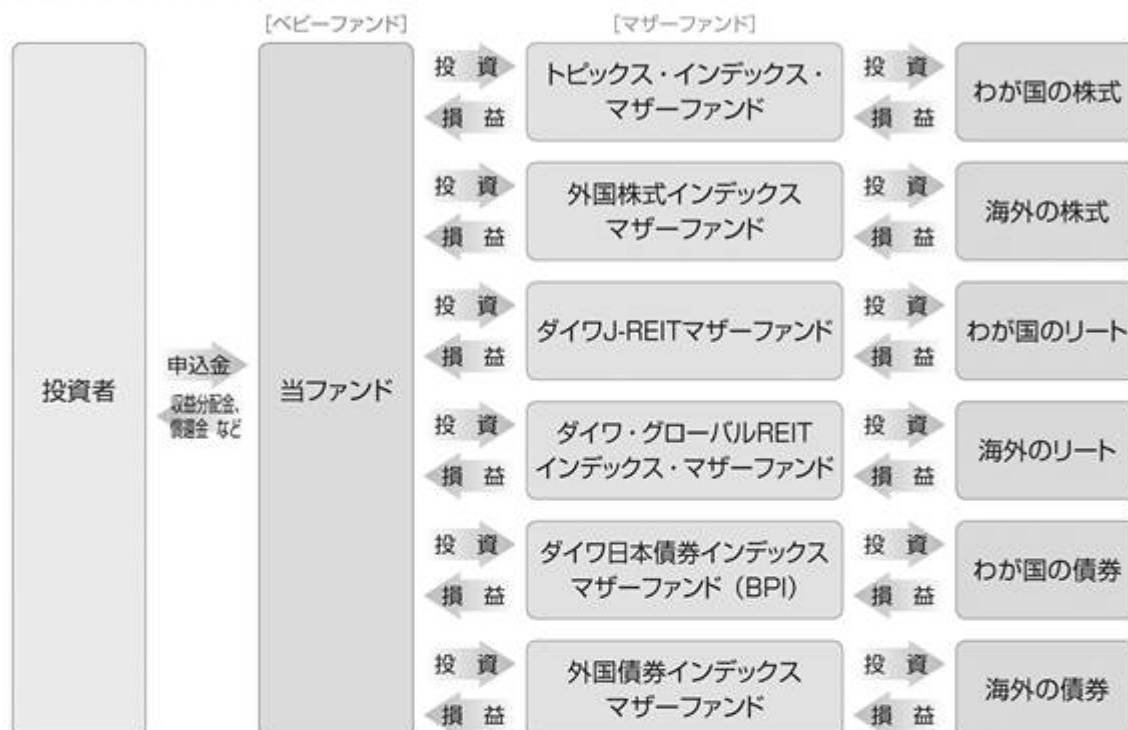 [ベビーファンド]
[マザーファンド]
投資者
申込金
収益分配金、
償還金 など
当ファンド
投 資
損 益
トピックス・インデックス・
マザーファンド
投 資
損 益
わが国の株式
投 資
損 益
外国株式インデックス
マザーファンド
投 資
損 益
海外の株式
投 資
損 益
ダイワJ-REITマザーファンド
投 資
損 益
わが国のリート
投 資
損 益
ダイワ・グローバルREIT
インデックス・マザーファンド
投 資
損 益
海外のリート
投 資
損 益
ダイワ日本債券インデックス
マザーファンド（BPI）
投 資
損 益
わが国の債券
投 資
損 益
外国債券インデックス
マザーファンド
投 資
損 益
海外の債券